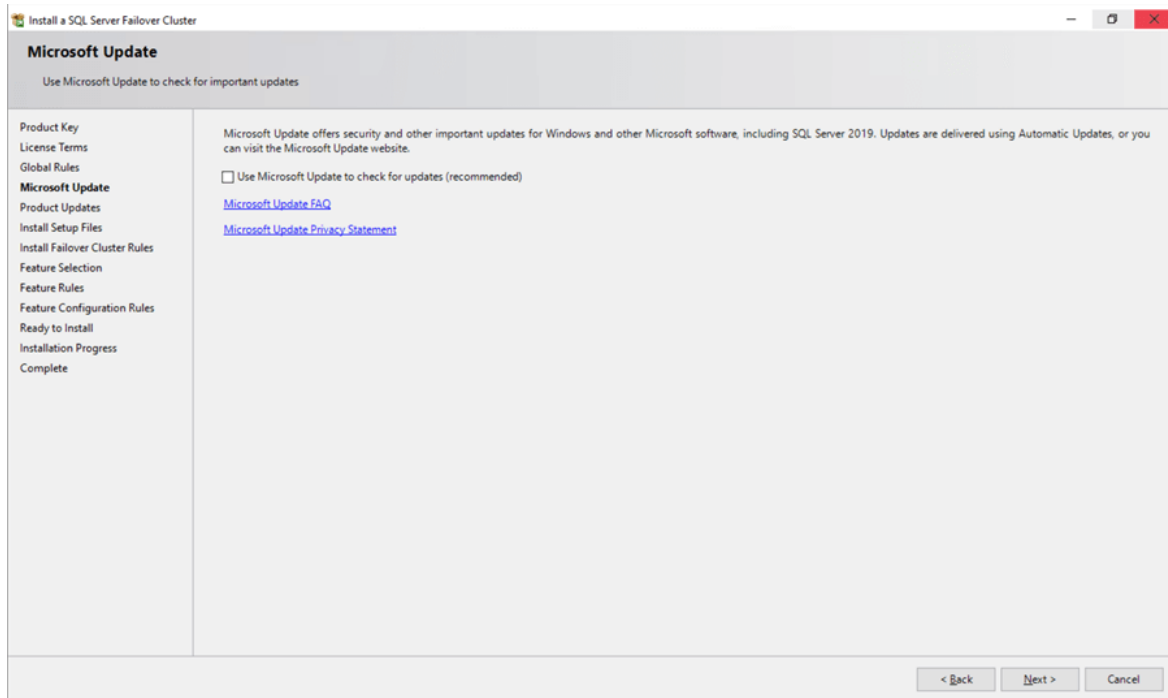 Install a SQL Server Failover Cluster
Microsoft Update
Use Microsoft Update to check for important updates
Product Key
License Terms
Global Rules
Microsoft Update
Product Updates
Install Setup Files
Install Failover Cluster Rules
Feature Selection
Feature Rules
Feature Configuration Rules
Ready to Install
Installation Progress
Complete
Microsoft Update offers security and other important updates for Windows and other Microsoft software, including SQL Server 2019. Updates are delivered using Automatic Updates, or you
can visit the Microsoft Update website.
Use Microsoft Update to check for updates (recommended)
Microsoft Update FAQ
Microsoft Update Privacy Statement
< Back
Next >
Cancel